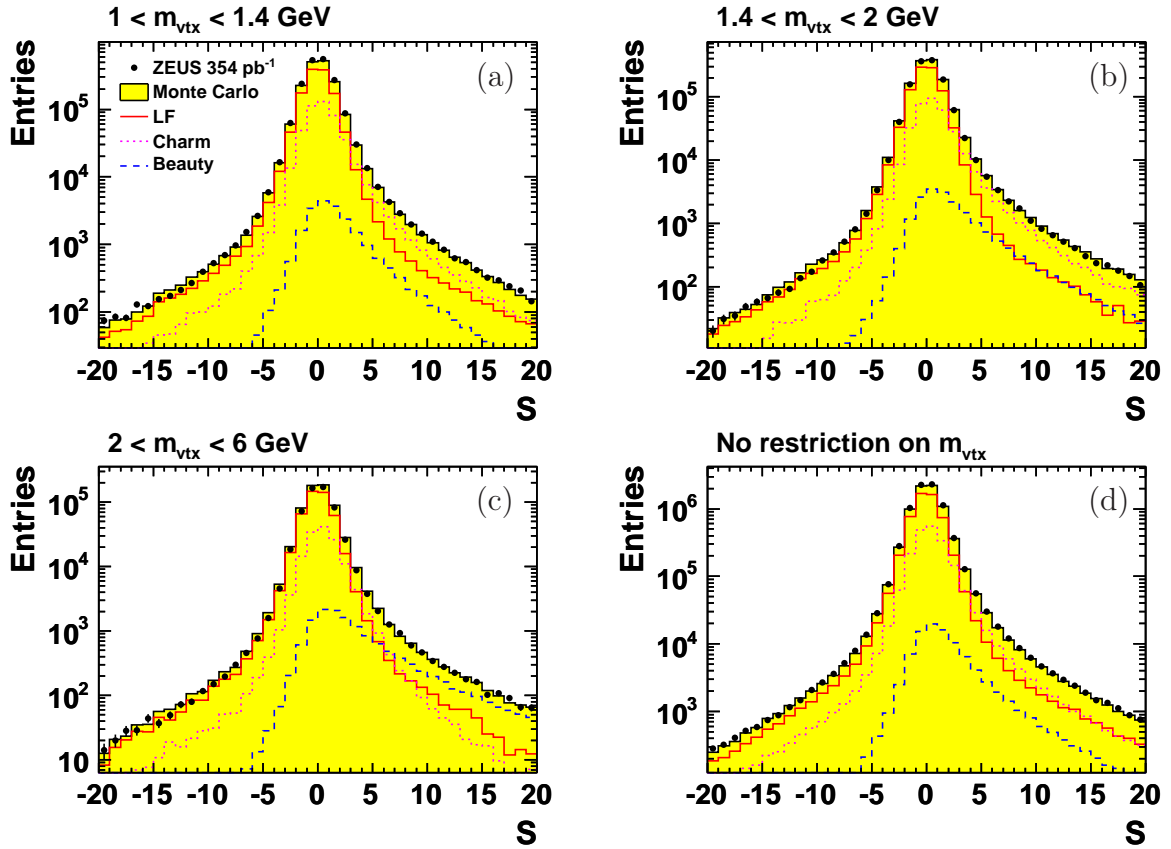 1 < m_vtx < 1.4 GeV
Entries
10^5
10^4
10^3
10^2
ZEUS 354 pb^-1
Monte Carlo
LF
Charm
Beauty
(a)
-20 -15 -10 -5 0 5 10 15 20
S
1.4 < m_vtx < 2 GeV
Entries
10^5
10^4
10^3
10^2
(b)
-20 -15 -10 -5 0 5 10 15 20
S
2 < m_vtx < 6 GeV
Entries
10^5
10^4
10^3
10^2
10
(c)
-20 -15 -10 -5 0 5 10 15 20
S
No restriction on m_vtx
Entries
10^6
10^5
10^4
10^3
(d)
-20 -15 -10 -5 0 5 10 15 20
S